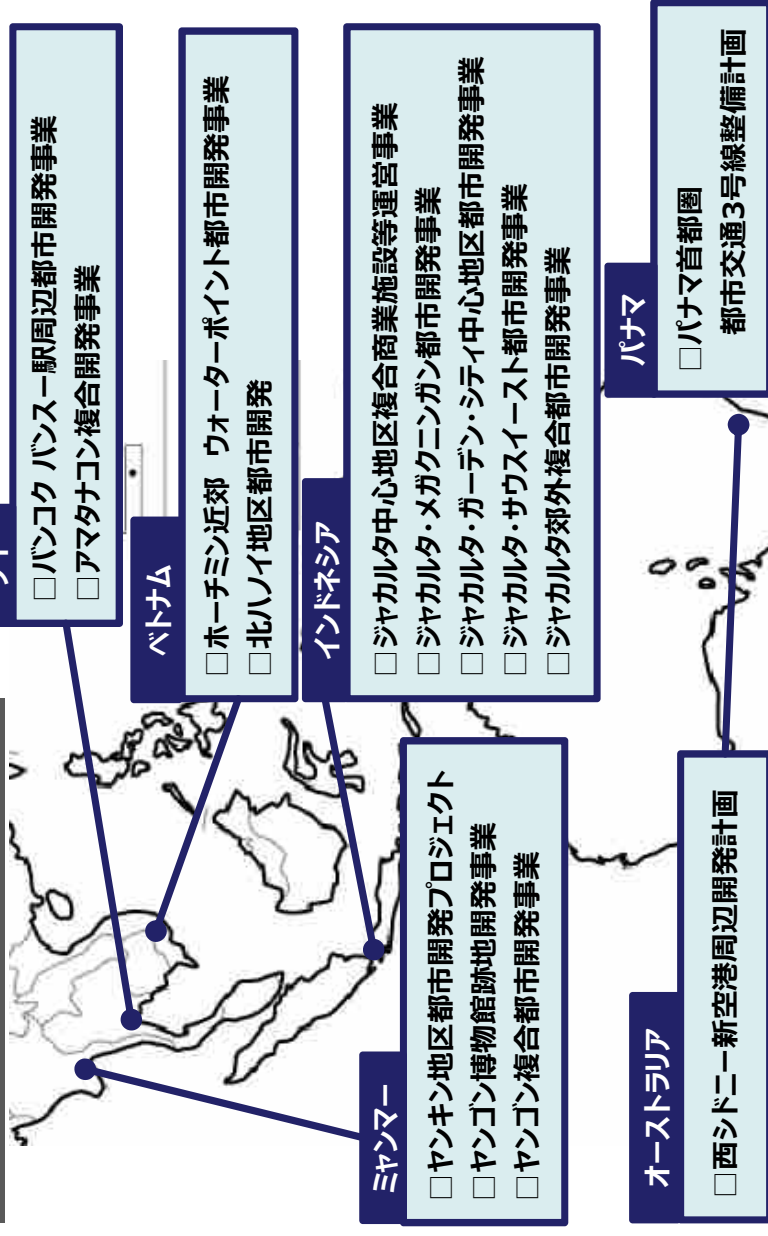 バンコク バンスー駅周辺都市開発事業
□アマタナコン複合開発事業
ベトナム
□ホーチミン近郊 ウォーターポイント都市開発事業
□北ハノイ地区都市開発
インドネシア
□ジャカルタ中心地区複合商業施設等運営事業
□ジャカルタ・メガクニンガン都市開発事業
□ジャカルタ・ガーデン・シティ中心地区都市開発事業
□ジャカルタ・サウスイースト都市開発事業
□ジャカルタ郊外複合都市開発事業
ミャンマー
□ヤンキン地区都市開発プロジェクト
□ヤンゴン博物館跡地開発事業
□ヤンゴン複合都市開発事業
パナマ
□パナマ首都圏
都市交通3号線整備計画
オーストラリア
□西シドニー新空港周辺開発計画